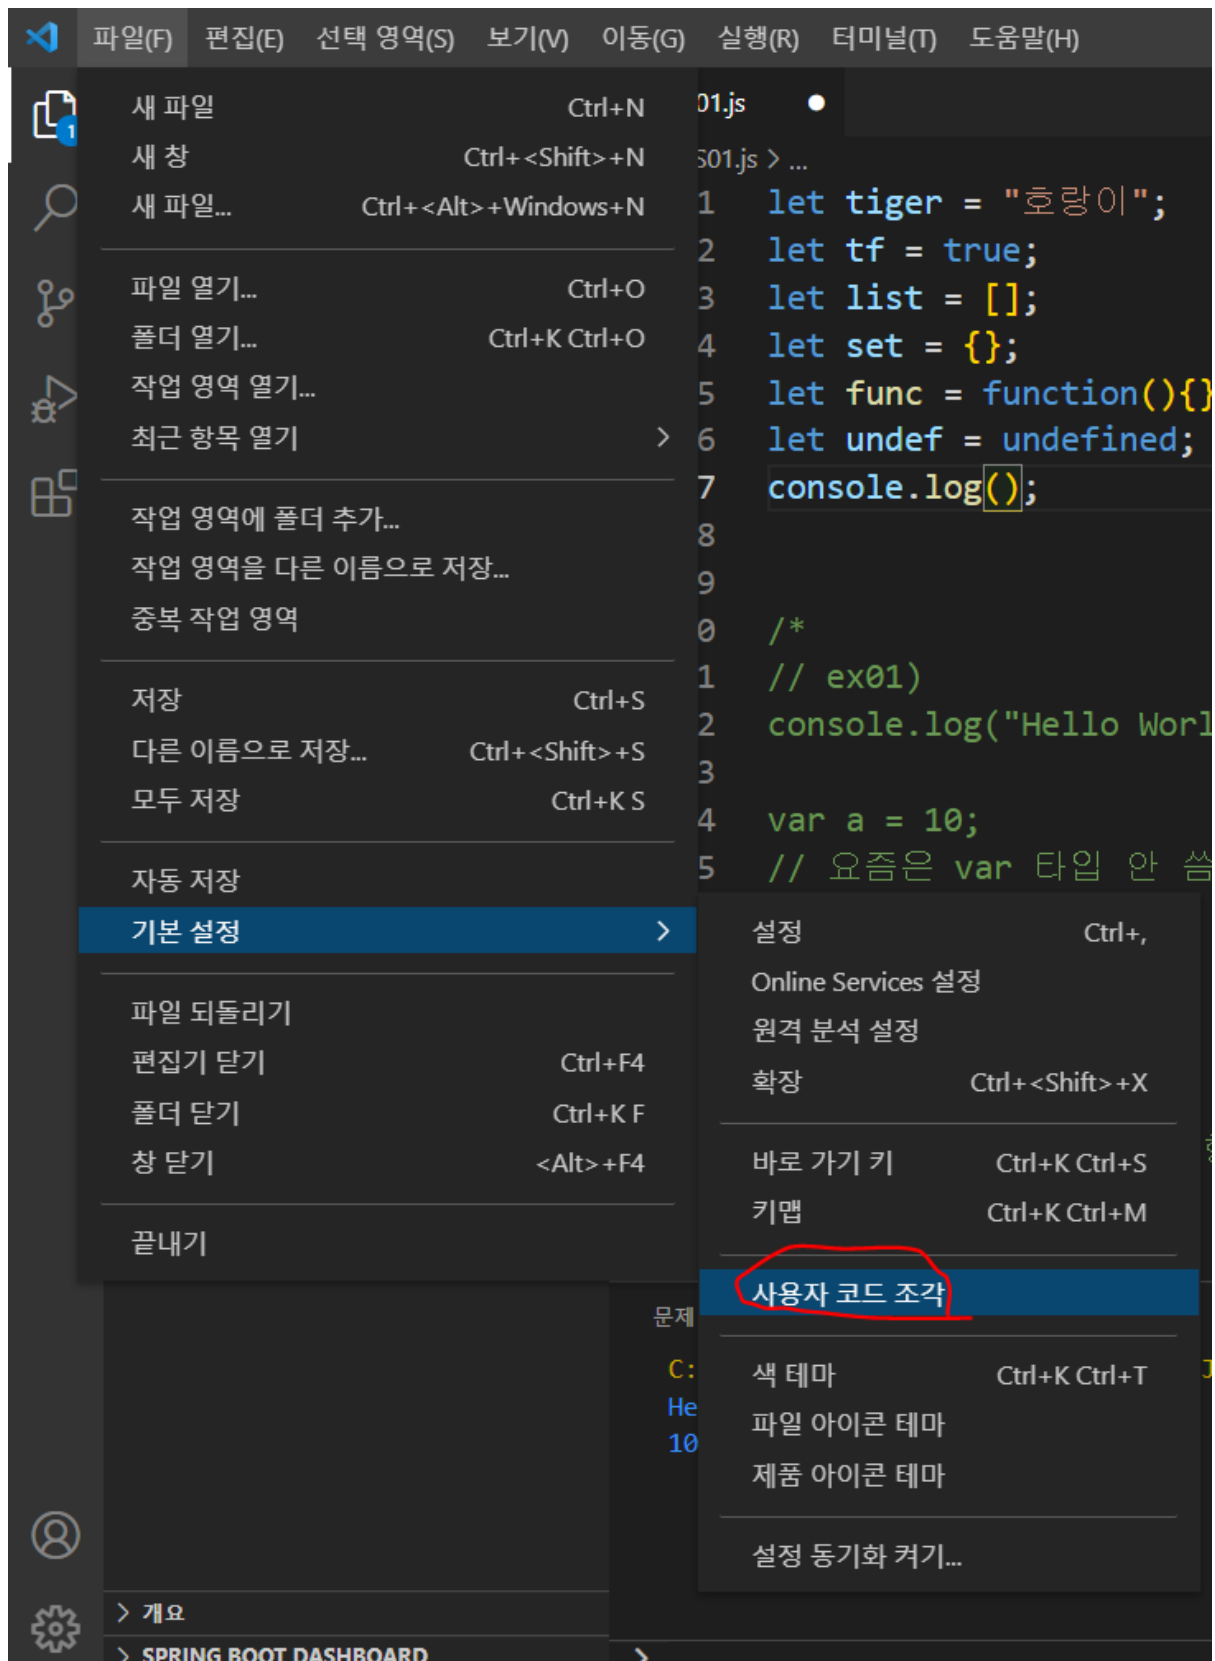 파일(F) 편집(E) 선택 영역(S) 보기(V) 이동(G) 실행(R) 터미널(T) 도움말(H)
1
새 파일 Ctrl+N
새 창 Ctrl+<Shift>+N
새 파일... Ctrl+<Alt>+Windows+N
파일 열기... Ctrl+O
폴더 열기... Ctrl+K Ctrl+O
작업 영역 열기...
최근 항목 열기
작업 영역에 폴더 추가...
작업 영역을 다른 이름으로 저장...
중복 작업 영역
저장 Ctrl+S
다른 이름으로 저장... Ctrl+<Shift>+S
모두 저장 Ctrl+K S
자동 저장
기본 설정
파일 되돌리기
편집기 닫기 Ctrl+F4
폴더 닫기 Ctrl+K F
창 닫기 <Alt>+F4
끝내기
01.js
S01.js > ...
1 let tiger = "호랑이";
2 let tf = true;
3 let list = [];
4 let set = {};
5 let func = function(){}
6 let undef = undefined;
7 console.log();
8
9
0 /*
1 // ex01)
2 console.log("Hello Worl
3
4 var a = 10;
5 // 요즘은 var 타입 안 씀
설정 Ctrl+,
Online Services 설정
원격 분석 설정
확장 Ctrl+<Shift>+X
바로 가기 키 Ctrl+K Ctrl+S
키맵 Ctrl+K Ctrl+M
사용자 코드 조각
색 테마 Ctrl+K Ctrl+T
파일 아이콘 테마
제품 아이콘 테마
설정 동기화 켜기...
문제
C:
He
10
개요
SPRING BOOT DASHBOARD